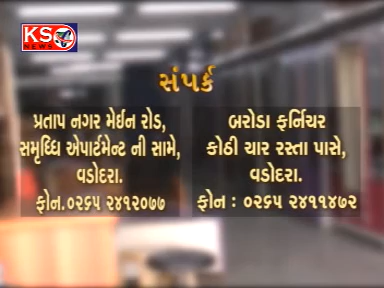 KS
NEWS
સંપર્ક
પ્રતાપ નગર મેઈન રોડ,
સમૃધ્ધિ એપાર્ટમેન્ટ ની સામે,
વડોદરા.
ફોન.૦૨૬૫ ૨૪૧૨૦૭૭
બરોડા ફર્નિચર
કોઠી ચાર રસ્તા પાસે,
વડોદરા.
ફોન : ૦૨૬૫ ૨૪૧૧૪૭૨